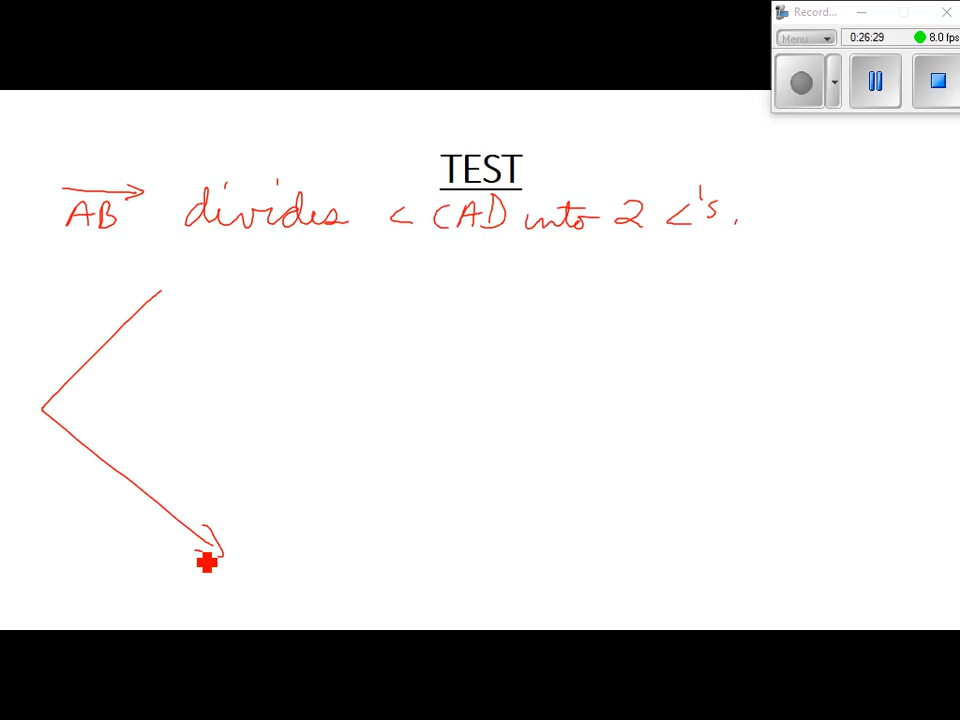 Record...
Menu
0:26:29
8.0 fps
TEST
AB divides < CAD into 2 <'s.